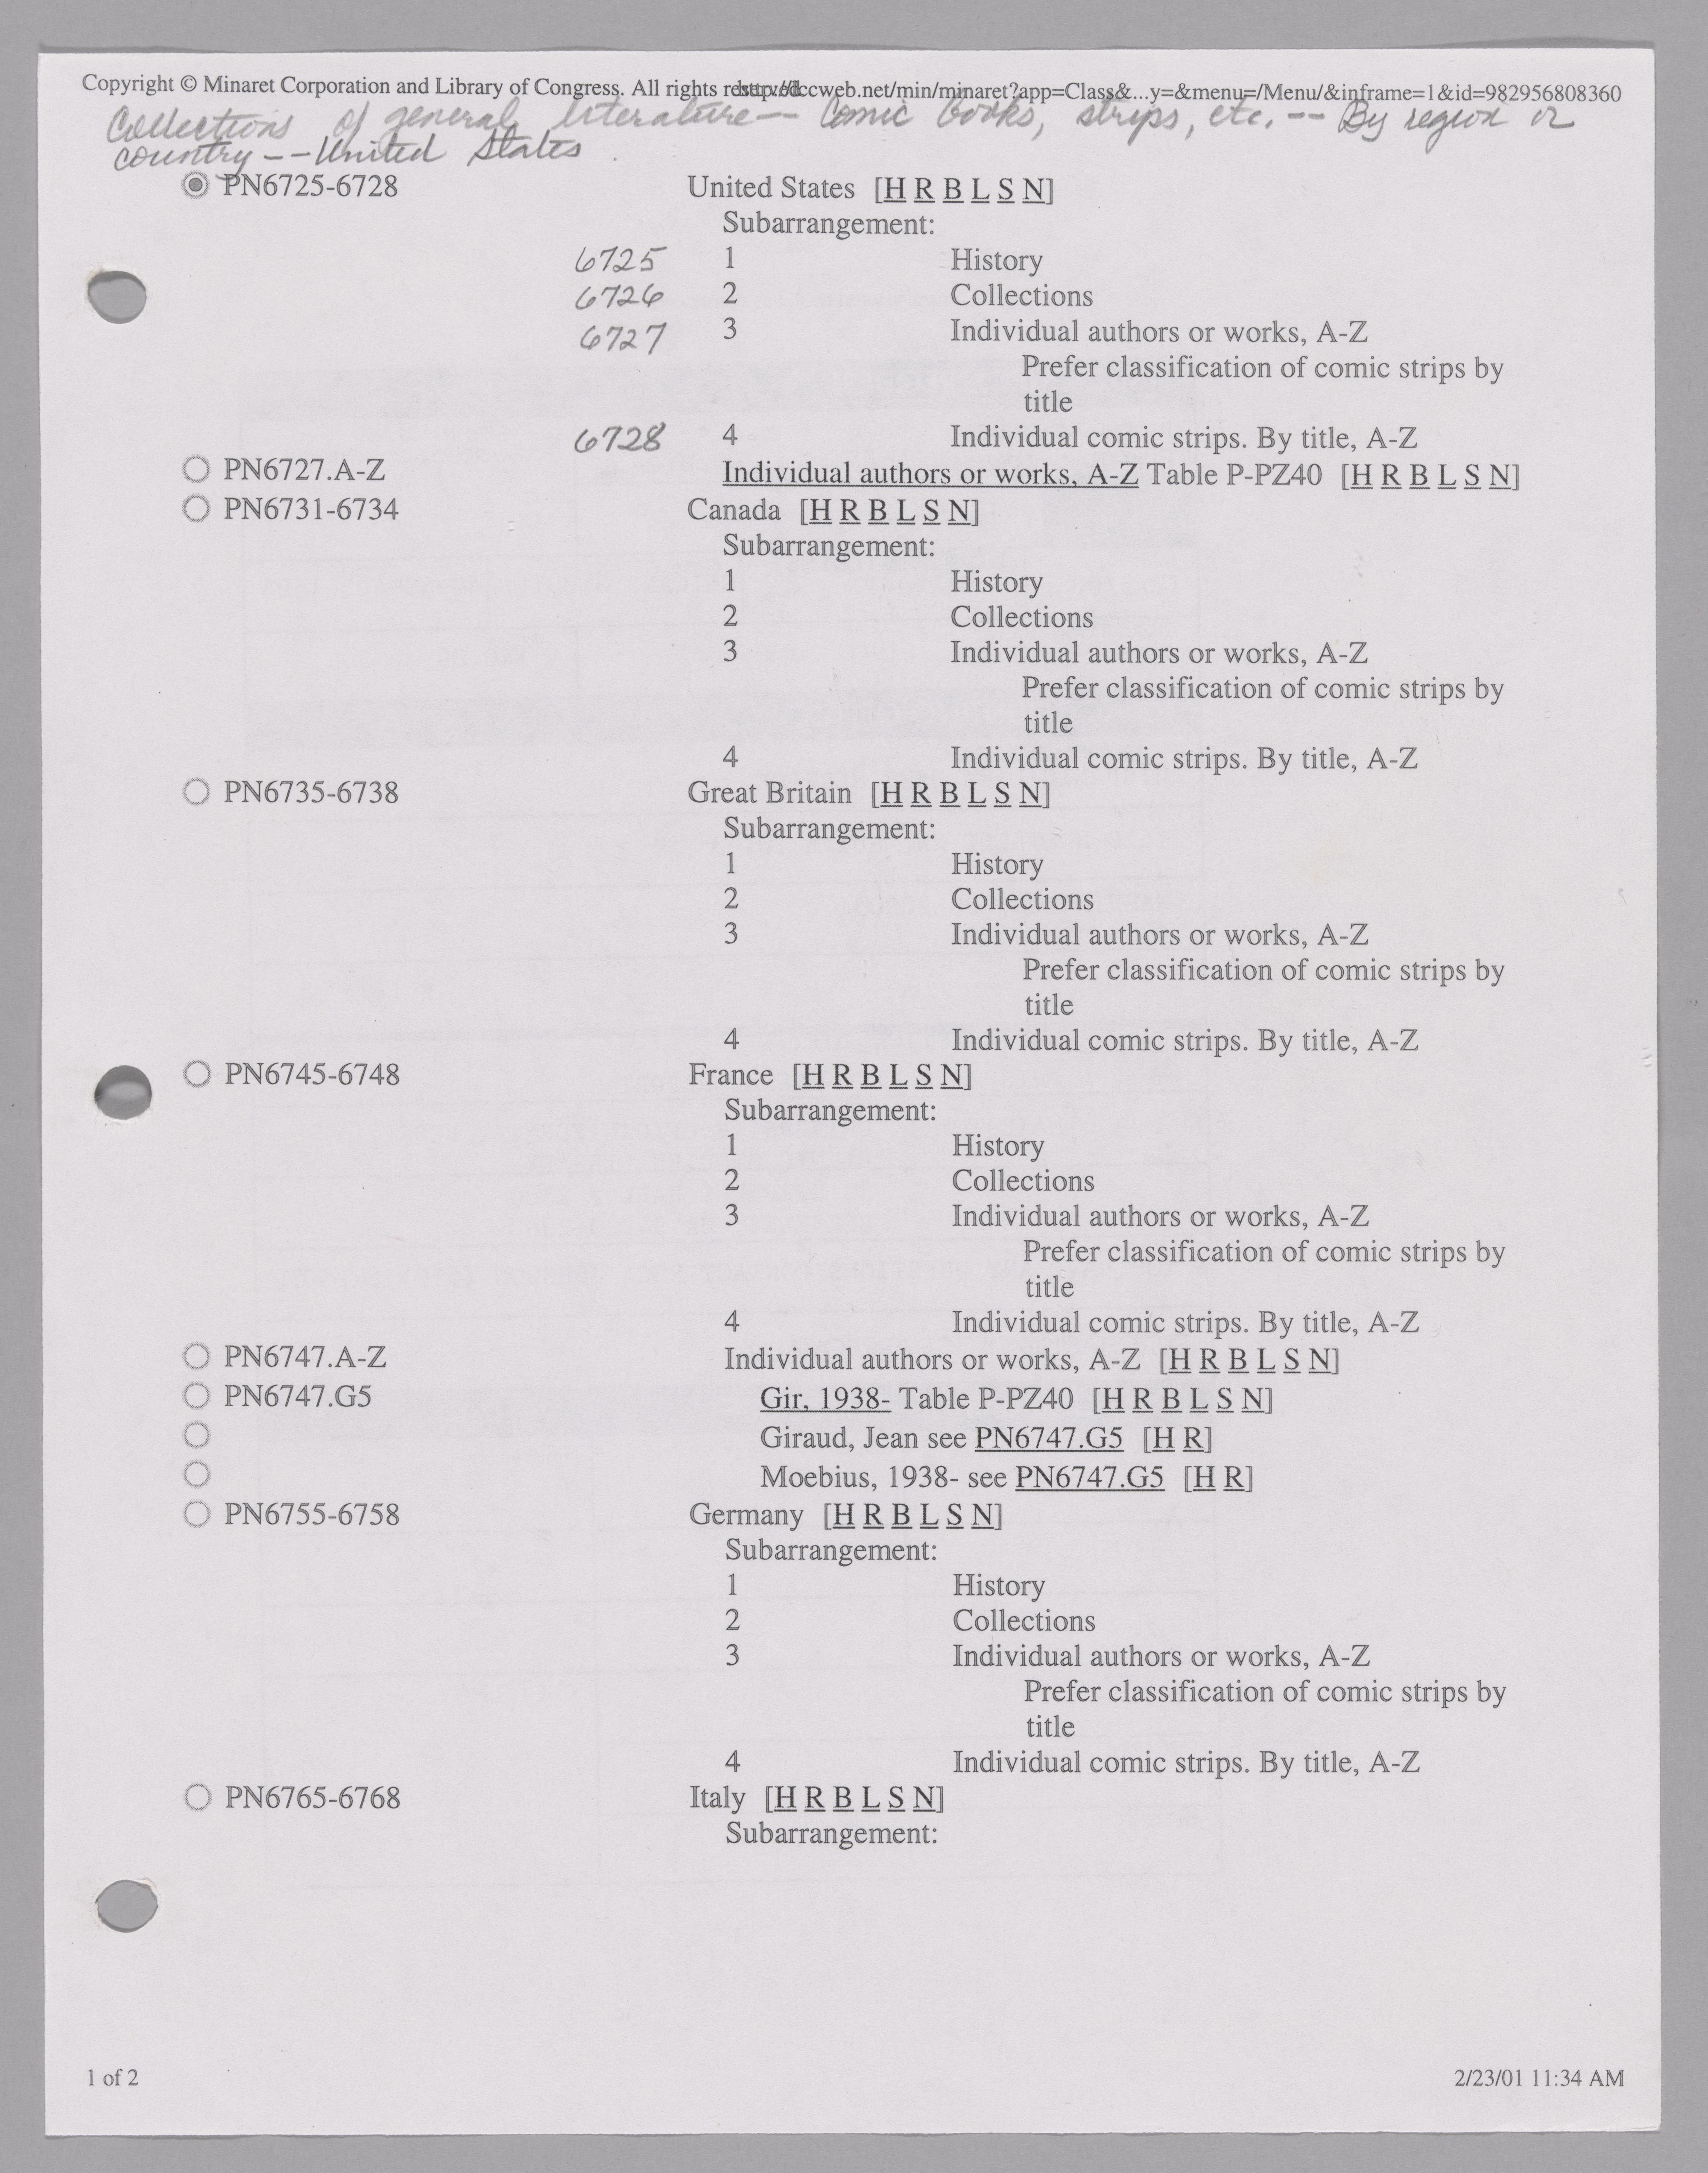 Copyright © Minaret Corporation and Library of Congress. All rights reserved. http://lccweb.net/min/minaret?app=Class&...y=&menu=/Menu/&inframe=1&id=982956808360
Collections of general literature-- Comic books, strips, etc.-- By region or
country--United States
PN6725-6728 United States [H R B L S N]
Subarrangement:
6725 1 History
6726 2 Collections
6727 3 Individual authors or works, A-Z
Prefer classification of comic strips by
title
6728 4 Individual comic strips. By title, A-Z
PN6727.A-Z Individual authors or works, A-Z Table P-PZ40 [H R B L S N]
PN6731-6734 Canada [H R B L S N]
Subarrangement:
1 History
2 Collections
3 Individual authors or works, A-Z
Prefer classification of comic strips by
title
4 Individual comic strips. By title, A-Z
PN6735-6738 Great Britain [H R B L S N]
Subarrangement:
1 History
2 Collections
3 Individual authors or works, A-Z
Prefer classification of comic strips by
title
4 Individual comic strips. By title, A-Z
PN6745-6748 France [H R B L S N]
Subarrangement:
1 History
2 Collections
3 Individual authors or works, A-Z
Prefer classification of comic strips by
title
4 Individual comic strips. By title, A-Z
PN6747.A-Z Individual authors or works, A-Z [H R B L S N]
PN6747.G5 Gir, 1938- Table P-PZ40 [H R B L S N]
Giraud, Jean see PN6747.G5 [H R]
Moebius, 1938- see PN6747.G5 [H R]
PN6755-6758 Germany [H R B L S N]
Subarrangement:
1 History
2 Collections
3 Individual authors or works, A-Z
Prefer classification of comic strips by
title
4 Individual comic strips. By title, A-Z
PN6765-6768 Italy [H R B L S N]
Subarrangement:
1 of 2 2/23/01 11:34 AM